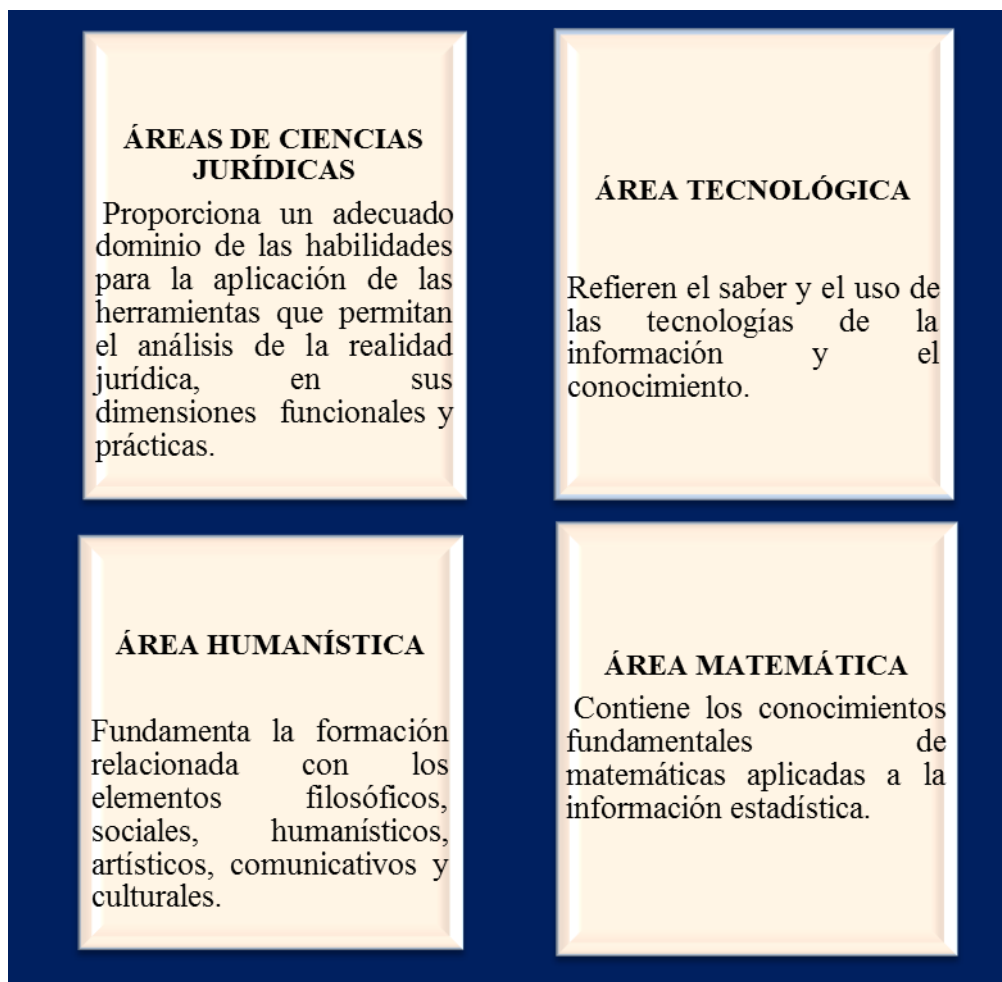 ÁREAS DE CIENCIAS
JURÍDICAS
Proporciona un adecuado
dominio de las habilidades
para la aplicación de las
herramientas que permitan
el análisis de la realidad
jurídica, en sus
dimensiones funcionales y
prácticas.
ÁREA TECNOLÓGICA
Refieren el saber y el uso de
las tecnologías de la
información y el
conocimiento.
ÁREA HUMANÍSTICA
Fundamenta la formación
relacionada con los
elementos filosóficos,
sociales, humanísticos,
artísticos, comunicativos y
culturales.
ÁREA MATEMÁTICA
Contiene los conocimientos
fundamentales de
matemáticas aplicadas a la
información estadística.